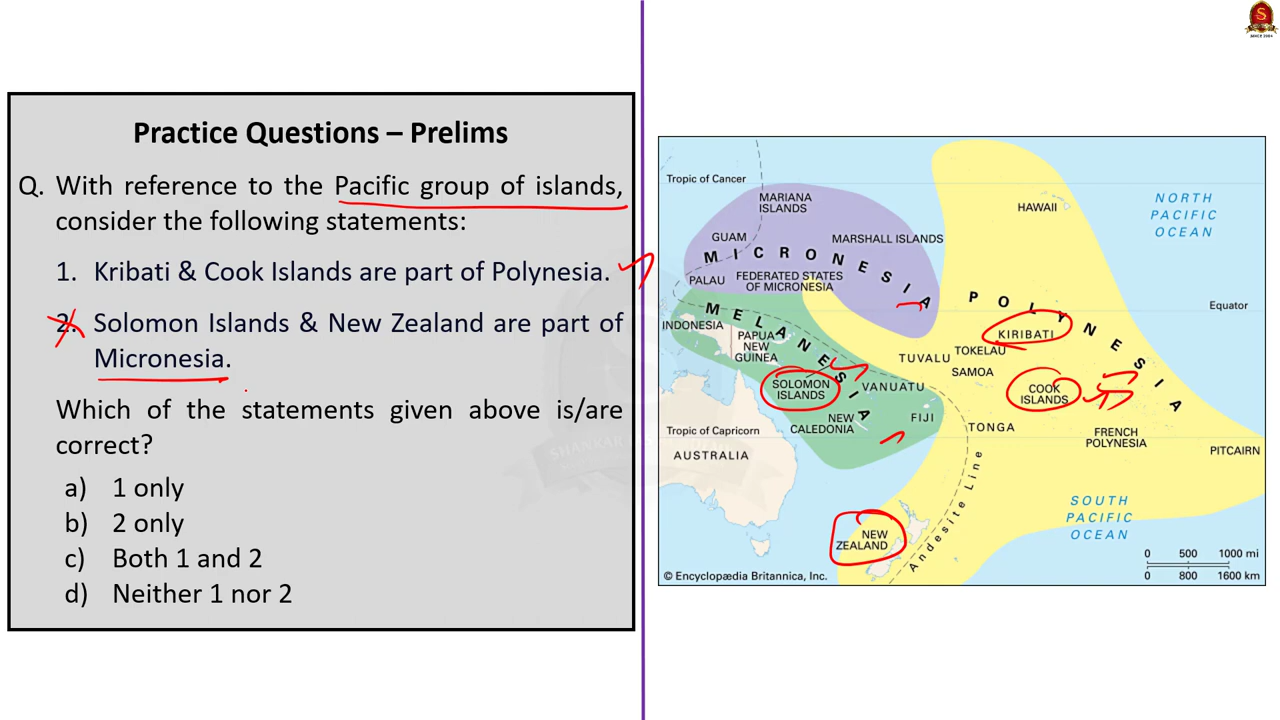 Practice Questions – Prelims
Q. With reference to the Pacific group of islands,
consider the following statements:
1. Kribati & Cook Islands are part of Polynesia.
2. Solomon Islands & New Zealand are part of
Micronesia.
Which of the statements given above is/are
correct?
a) 1 only
b) 2 only
c) Both 1 and 2
d) Neither 1 nor 2
Tropic of Cancer
MARIANA
ISLANDS
HAWAII
NORTH
PACIFIC
OCEAN
GUAM
MARSHALL ISLANDS
MICRONESIA
PALAU
FEDERATED STATES
OF MICRONESIA
POLYNESIA
Equator
MELANESIA
INDONESIA
PAPUA
NEW
GUINEA
KIRIBATI
TUVALU
TOKELAU
SAMOA
SOLOMON
ISLANDS
VANUATU
COOK
ISLANDS
NEW
CALEDONIA
FIJI
TONGA
Tropic of Capricorn
FRENCH
POLYNESIA
PITCAIRN
AUSTRALIA
Andesite Line
SOUTH
PACIFIC
OCEAN
NEW
ZEALAND
0 500 1000 mi
0 800 1600 km
© Encyclopædia Britannica, Inc.